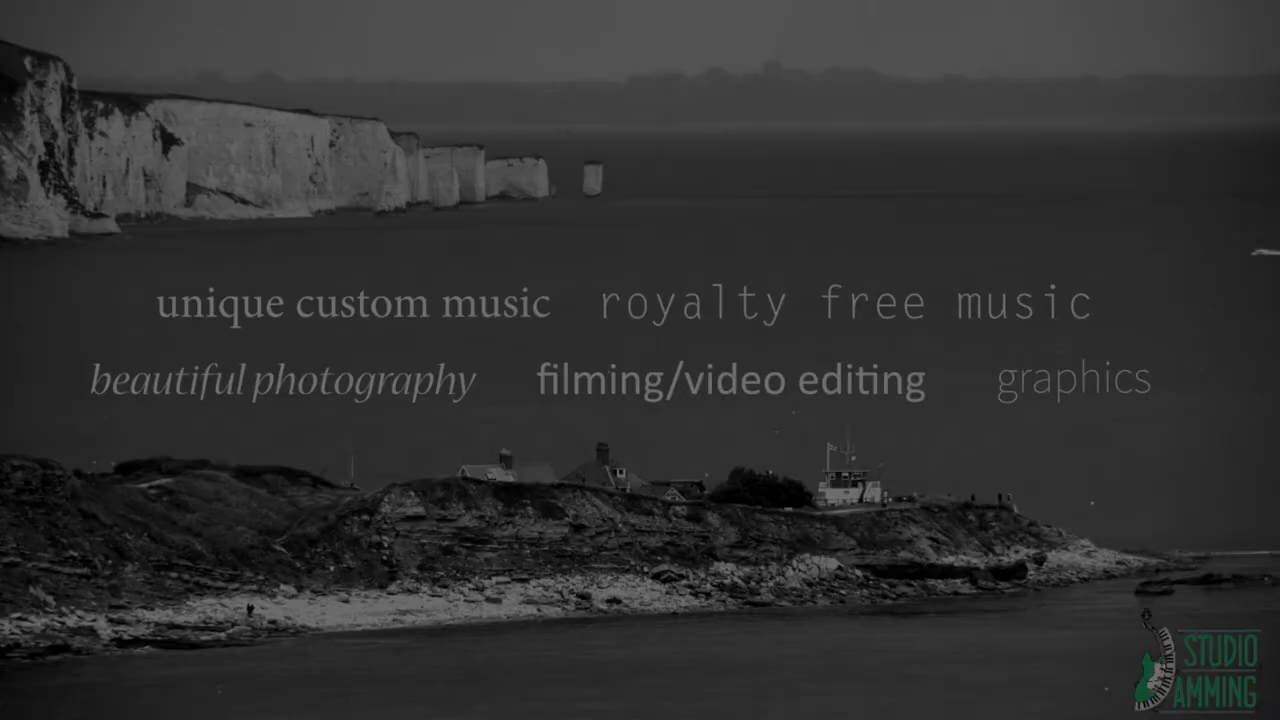 unique custom music royalty free music
beautiful photography filming/video editing graphics
STUDIO
AMMING